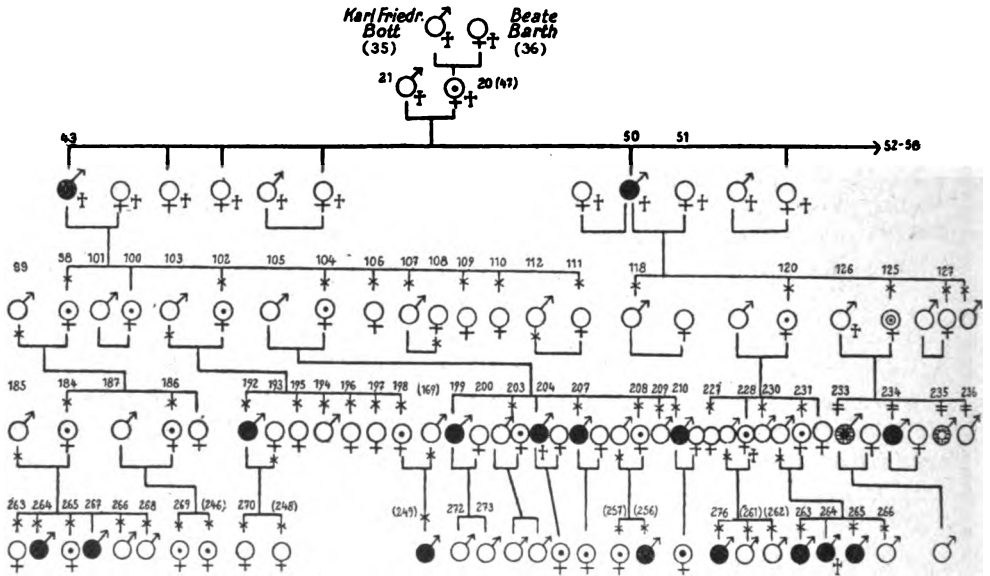 Karl Friedr. Beate
Bott Barth
(35) (36)
21 20 (47)
43 50 51 52-58
99 98 101 100 103 102 105 104 106 107 108 109 110 112 111 118 120 126 125 127
185 184 187 186 192 193 195 194 196 197 198 (169) 199 200 203 204 207 208 209 210 227 228 230 231 233 234 235 236
263 264 265 267 266 268 269 (246) 270 (248) (249) 272 273 (257) (256) 276 (261) (262) 263 264 265 266